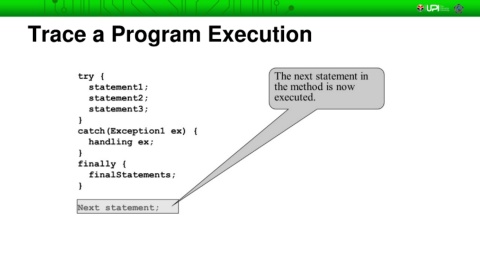 UPI
Trace a Program Execution
try {
  statement1;
  statement2;
  statement3;
}
catch(Exception1 ex) {
  handling ex;
}
finally {
  finalStatements;
}
Next statement;
The next statement in
the method is now
executed.